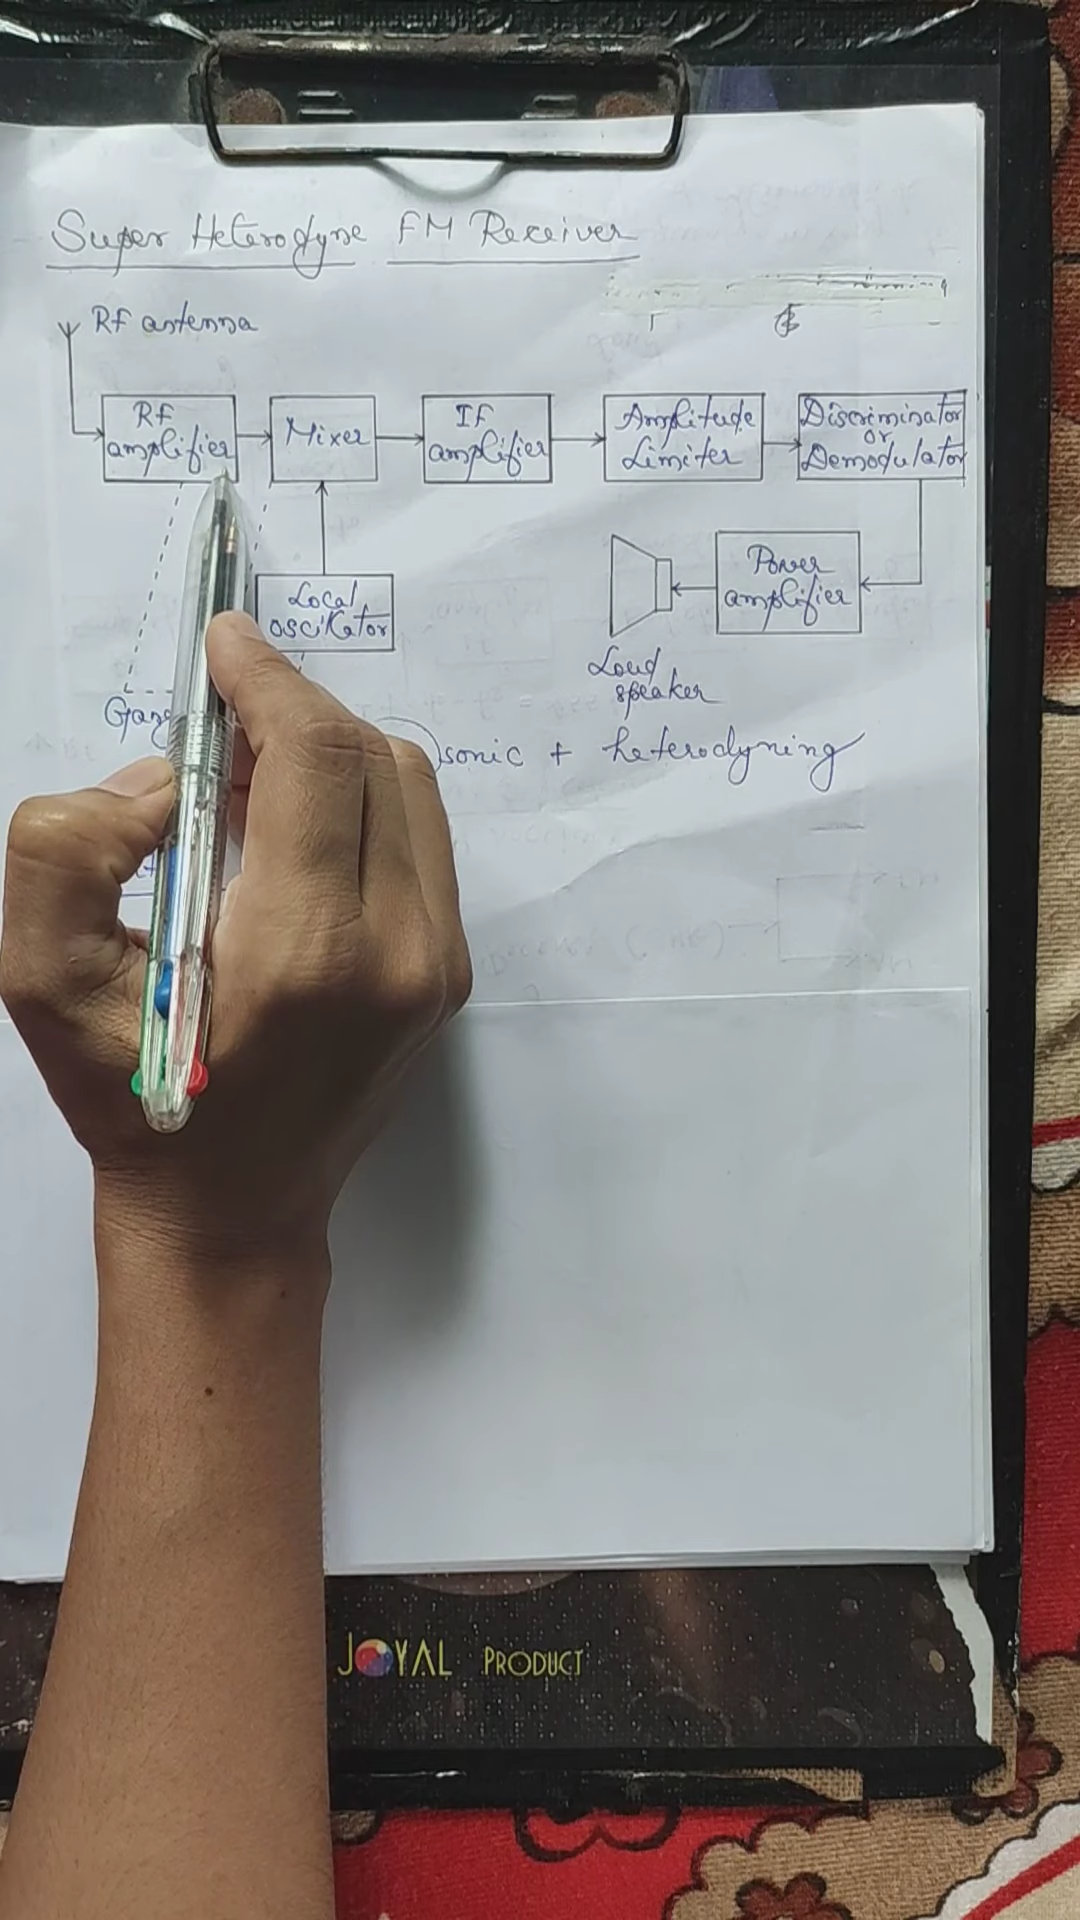 Super Heterodyne FM Receiver
Rf antenna
Rf
amplifier
Mixer
IF
amplifier
Amplitude
Limiter
Discriminator
or
Demodulator
Local
oscillator
Power
amplifier
Loud
speaker
sonic + heterodyning
JOYAL PRODUCT